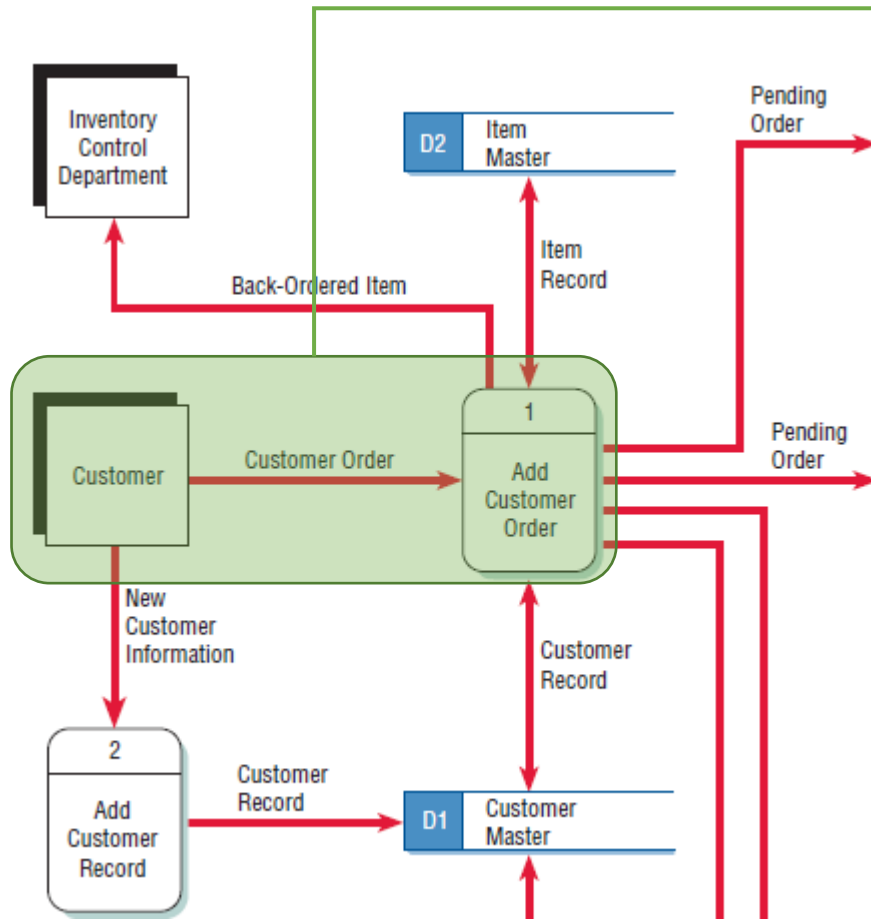 Inventory
Control
Department
D2
Item
Master
Pending
Order
Item
Record
Back-Ordered Item
Customer
Customer Order
1
Add
Customer
Order
Pending
Order
New
Customer
Information
Customer
Record
2
Add
Customer
Record
Customer
Record
D1
Customer
Master